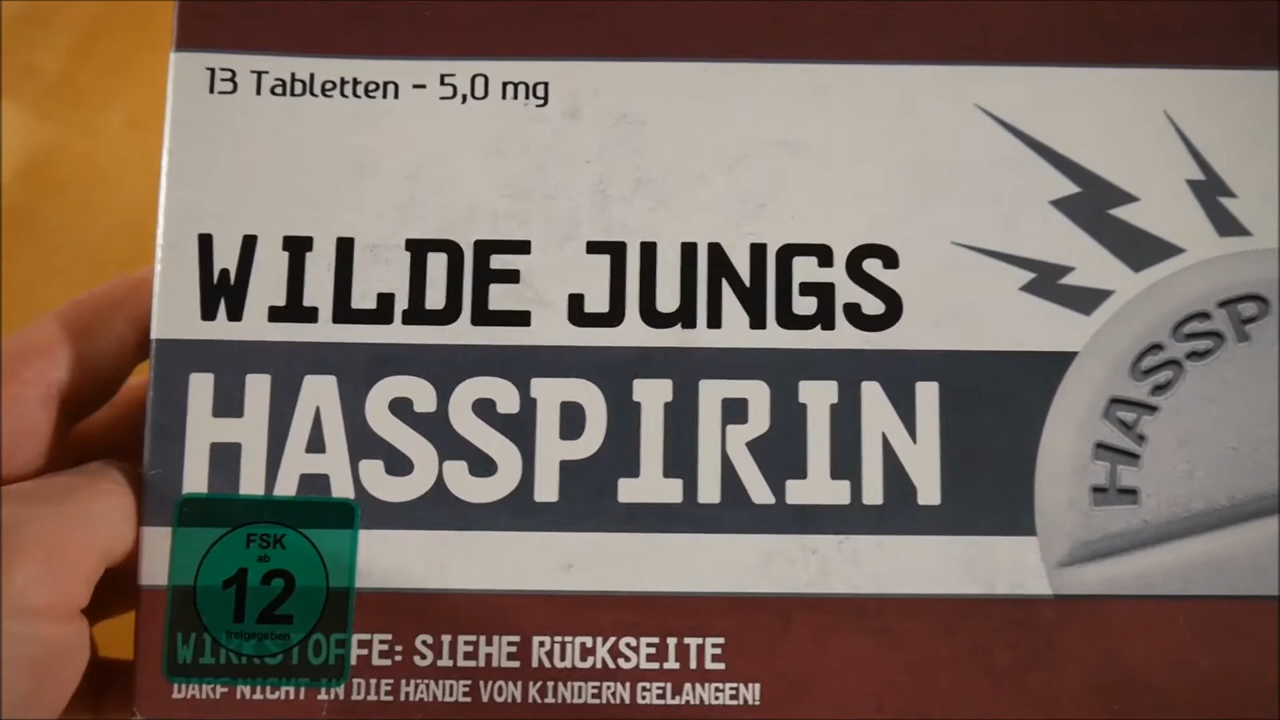 13 Tabletten - 5,0 mg
WILDE JUNGS
HASSPIRIN
HASSP
FSK
ab
12
freigegeben
WIRKSTOFFE: SIEHE RÜCKSEITE
DARF NICHT IN DIE HÄNDE VON KINDERN GELANGEN!